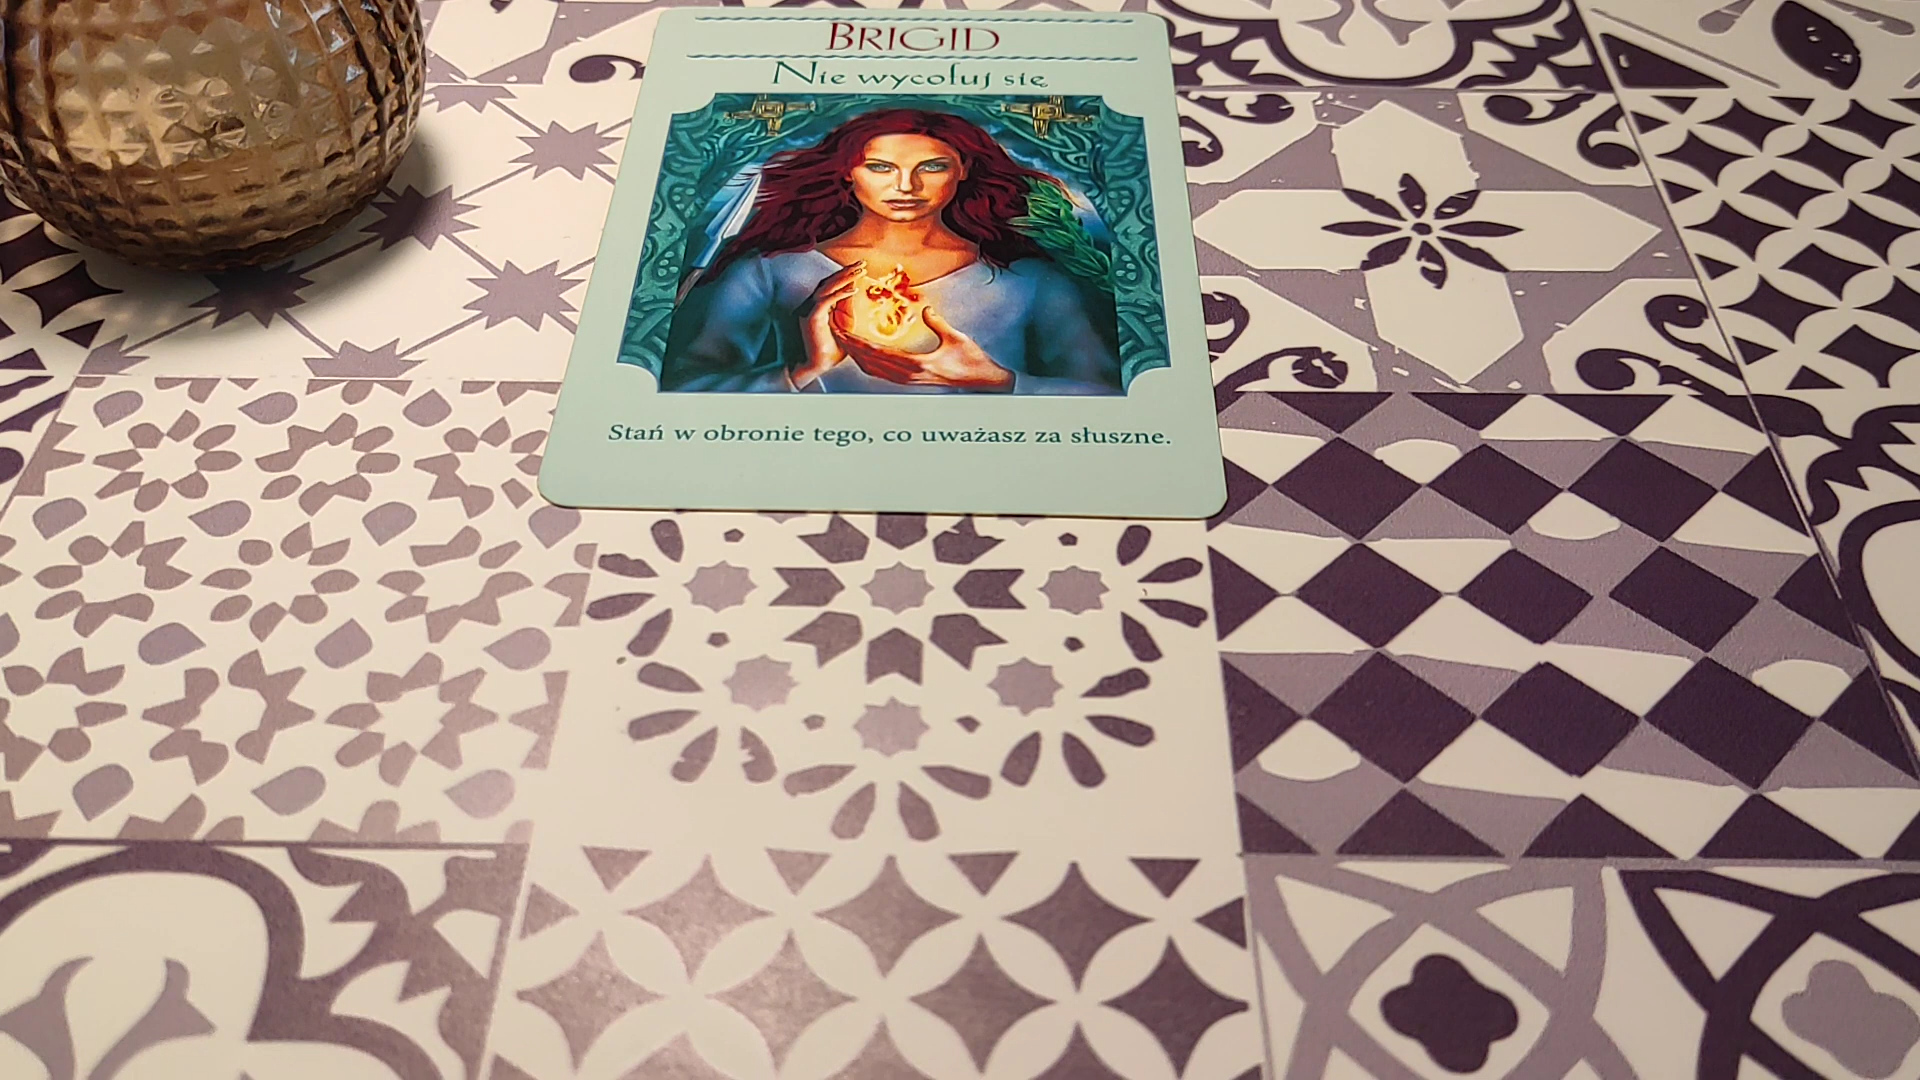 BRIGID
Nie wycofuj się
Stań w obronie tego, co uważasz za słuszne.